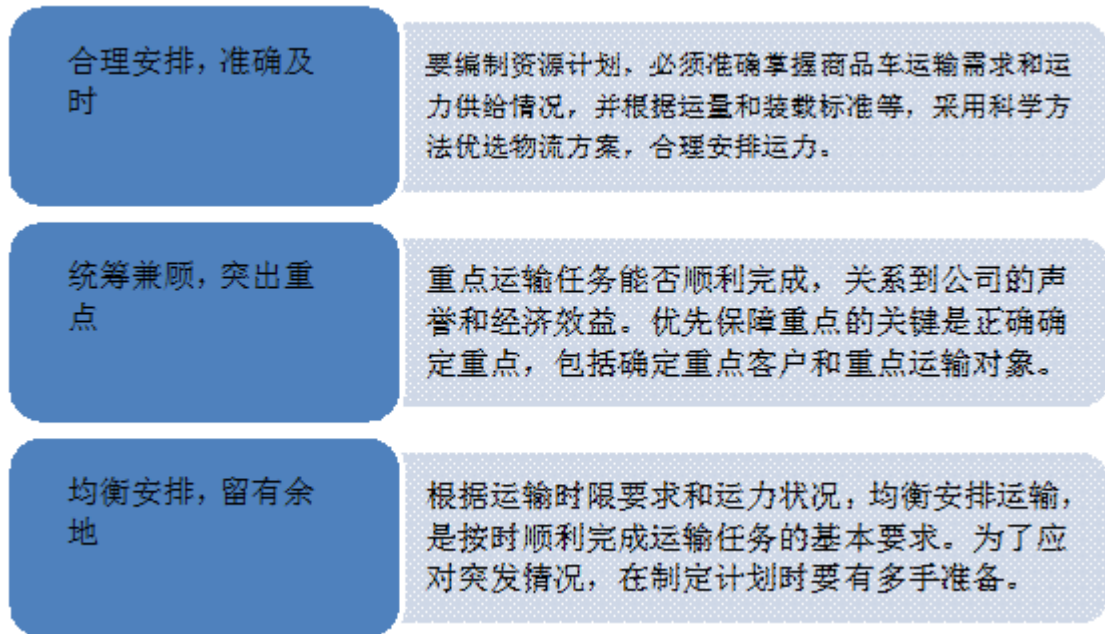 合理安排，准确及
时
要编制资源计划，必须准确掌握商品车运输需求和运
力供给情况，并根据运量和装载标准等，采用科学方
法优选物流方案，合理安排运力。
统筹兼顾，突出重
点
重点运输任务能否顺利完成，关系到公司的声
誉和经济效益。优先保障重点的关键是正确确
定重点，包括确定重点客户和重点运输对象。
均衡安排，留有余
地
根据运输时限要求和运力状况，均衡安排运输，
是按时顺利完成运输任务的基本要求。为了应
对突发情况，在制定计划时要有多手准备。